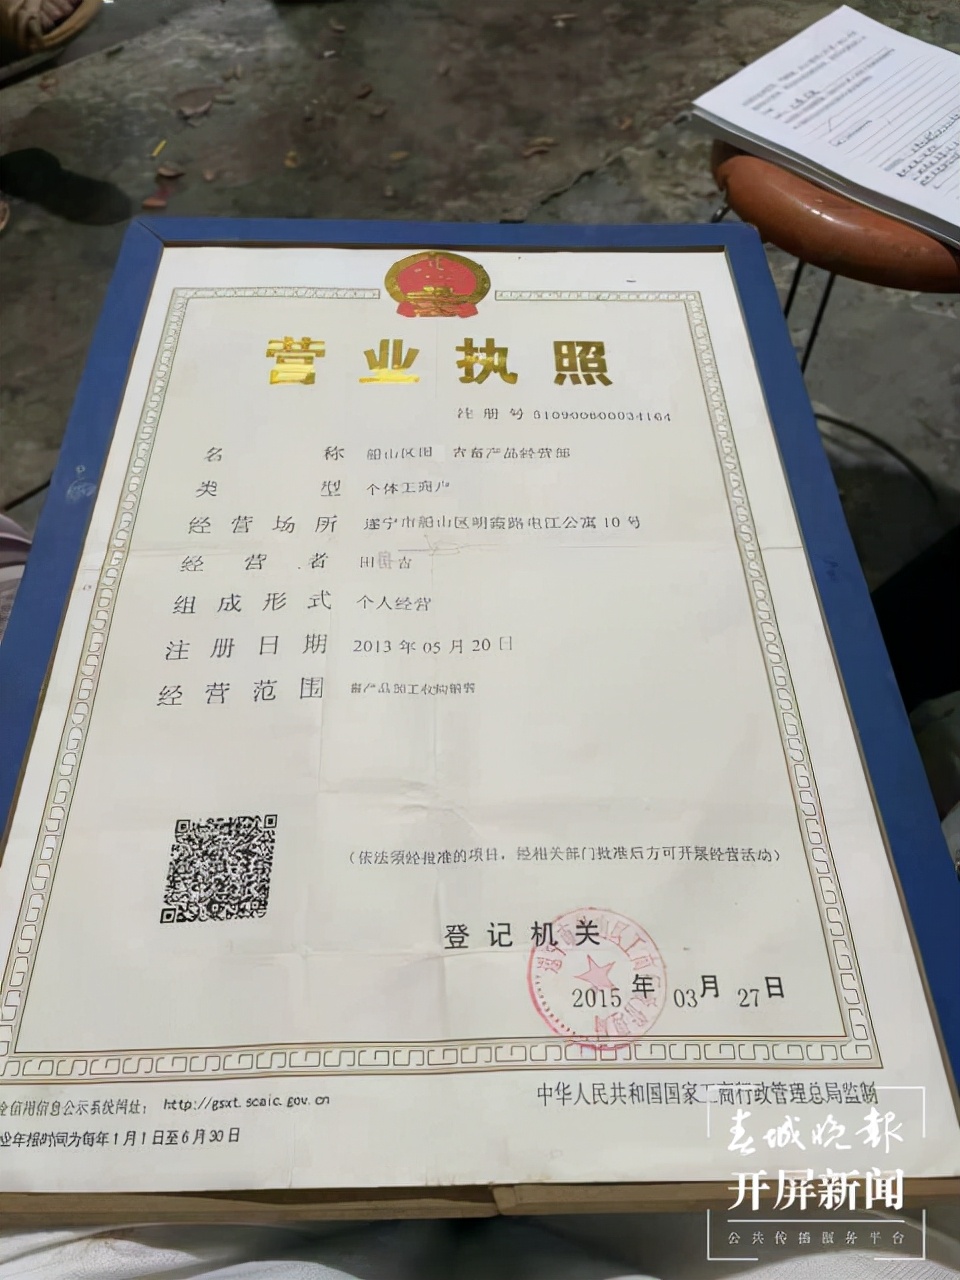 营业执照
注册号 510900600034164
名称 船山区田 古畜产品经营部
类型 个体工商户
经营场所 遂宁市船山区明霞路电江公寓10号
经营者 田 古
组成形式 个人经营
注册日期 2013年05月20日
经营范围 畜产品 工收购销售
(依法须经批准的项目，经相关部门批准后方可开展经营活动)
登记机关
2015年03月27日
信用信息公示系统网址： http://gsxt.scaic.gov.cn
业年报时间为每年1月1日至6月30日
中华人民共和国国家工商行政管理总局监制
春城晚报
开屏新闻
公共传播服务平台